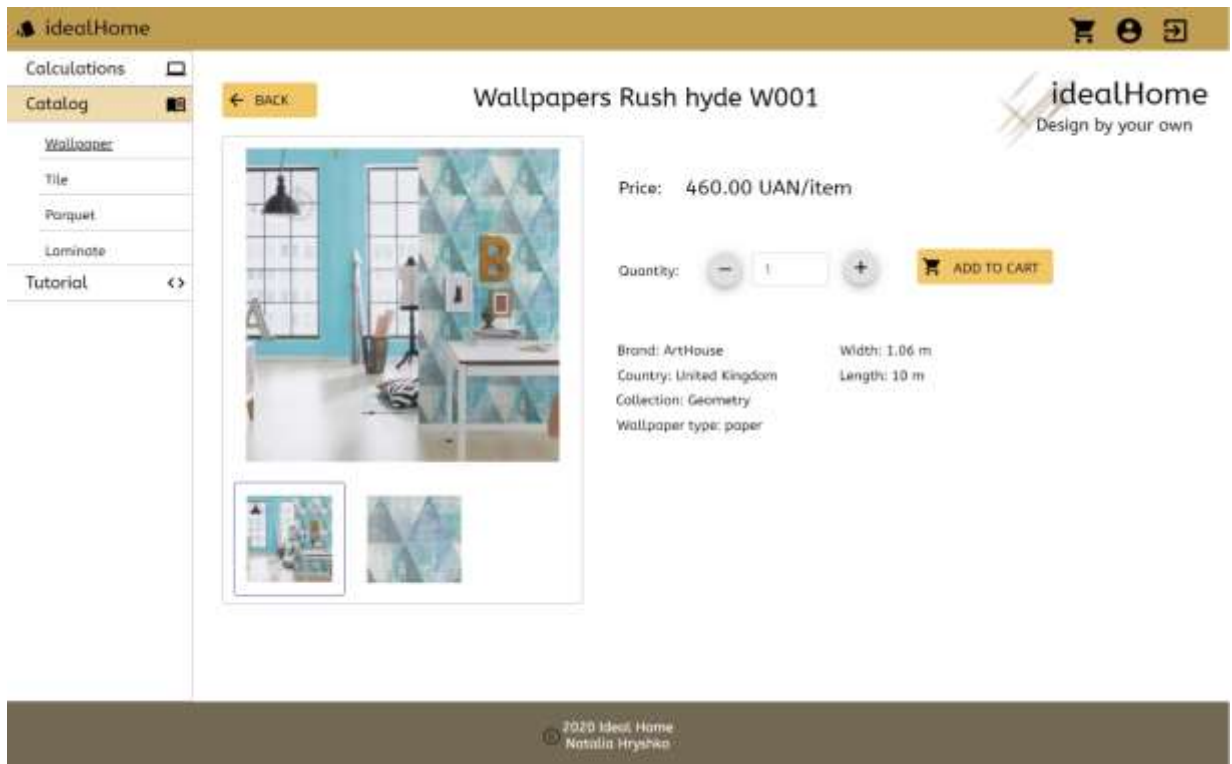 idealHome
Calculations
Catalog
Wallpaper
Tile
Parquet
Laminate
Tutorial
BACK
Wallpapers Rush hyde W001
idealHome
Design by your own
B
A
Price: 460.00 UAN/item
Quantity: 1
ADD TO CART
Brand: ArtHouse
Width: 1.06 m
Country: United Kingdom
Length: 10 m
Collection: Geometry
Wallpaper type: paper
2020 Ideal Home
Natalia Hryshko